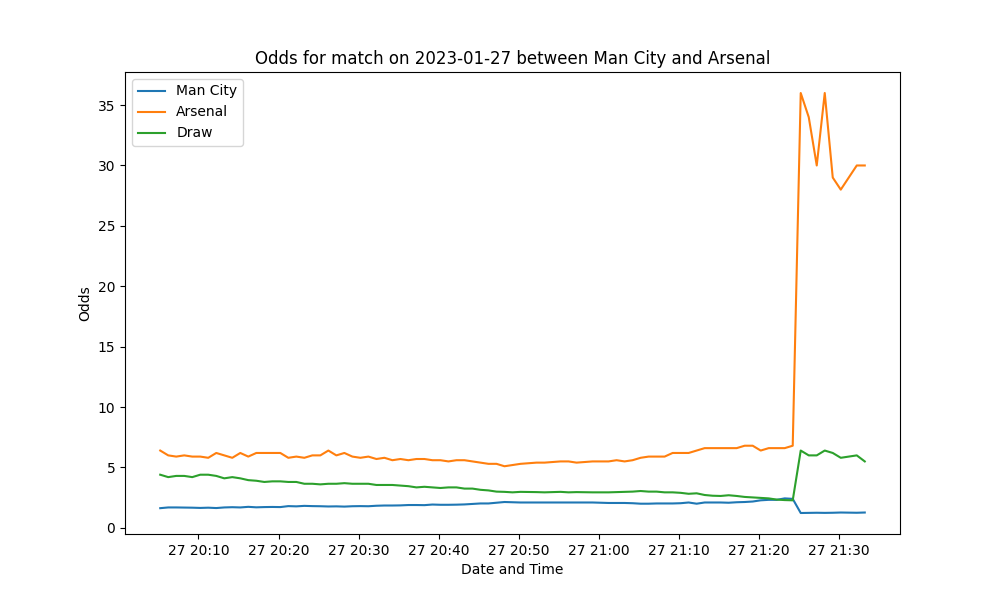 Odds for match on 2023-01-27 between Man City and Arsenal
Man City
Arsenal
Draw
35
30
25
20
15
10
5
0
Odds
27 20:10 27 20:20 27 20:30 27 20:40 27 20:50 27 21:00 27 21:10 27 21:20 27 21:30
Date and Time